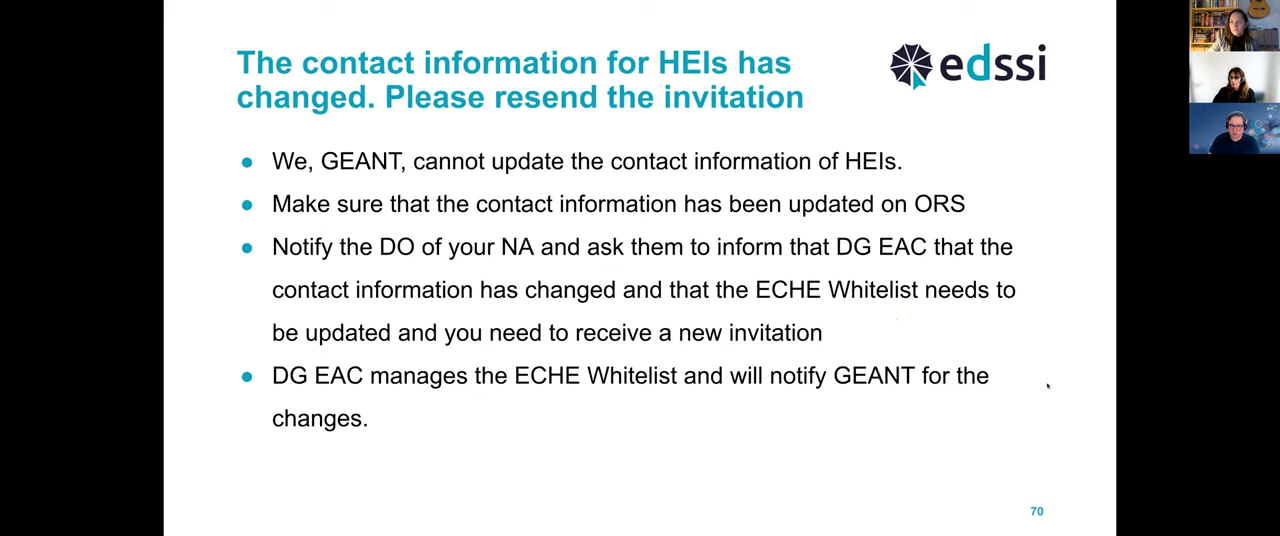 The contact information for HEIs has
changed. Please resend the invitation
edssi
We, GEANT, cannot update the contact information of HEIs.
Make sure that the contact information has been updated on ORS
Notify the DO of your NA and ask them to inform that DG EAC that the
contact information has changed and that the ECHE Whitelist needs to
be updated and you need to receive a new invitation
DG EAC manages the ECHE Whitelist and will notify GEANT for the
changes.
70